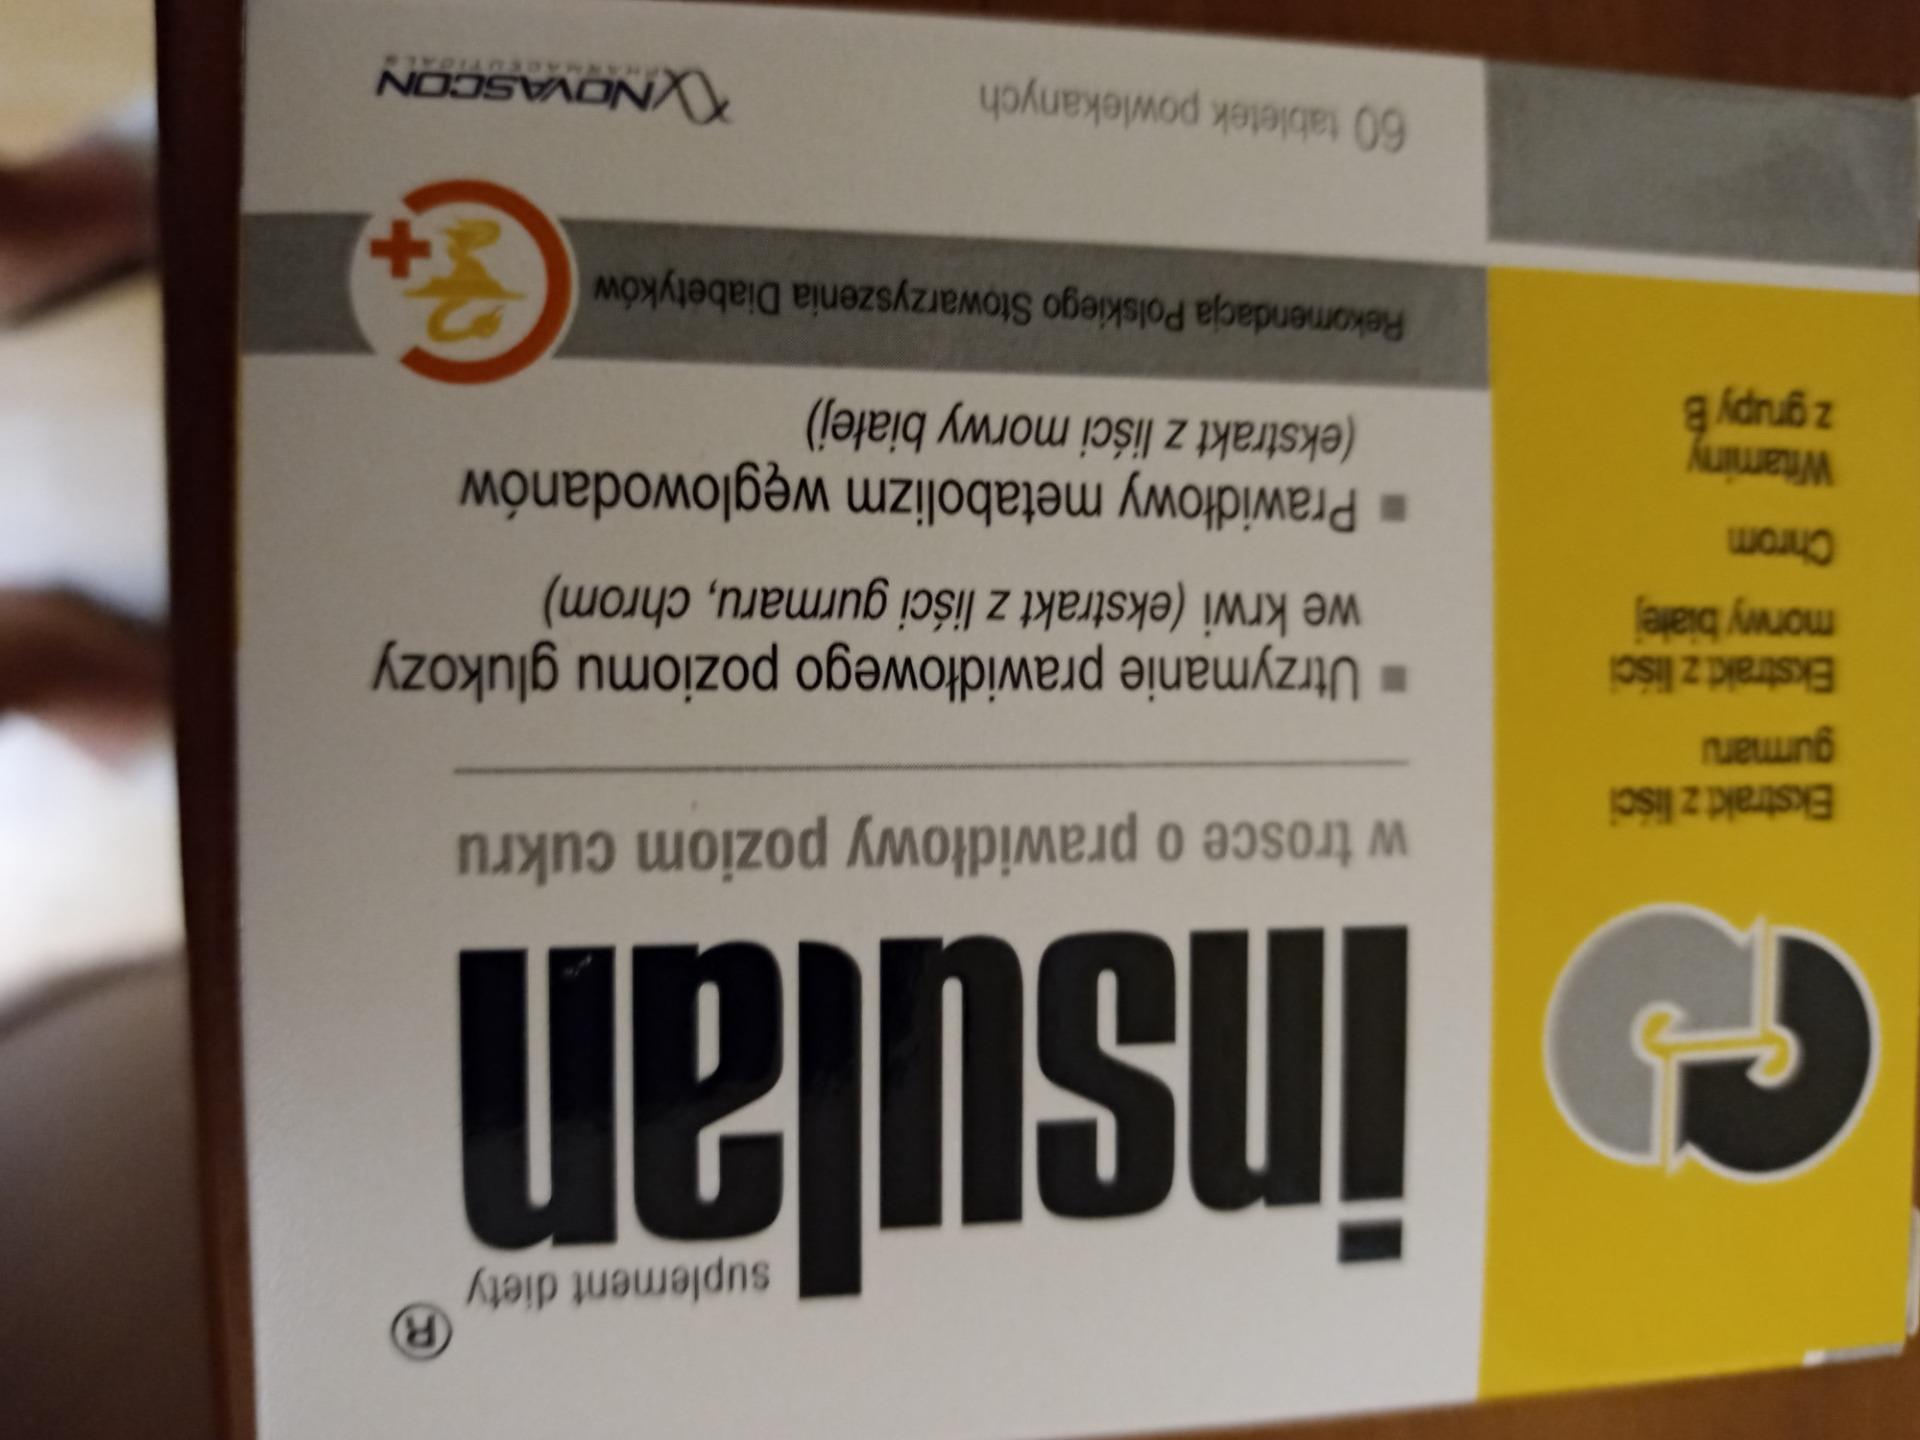 suplement diety
®
insulan
w trosce o prawidłowy poziom cukru
▪ Utrzymanie prawidłowego poziomu glukozy
we krwi (ekstrakt z liści gurmaru, chrom)
▪ Prawidłowy metabolizm węglowodanów
(ekstrakt z liści morwy białej)
Rekomendacja Polskiego Stowarzyszenia Diabetyków
60 tabletek powlekanych
NOVASCON
PHARMACEUTICALS
Ekstrakt z liści
gurmaru
Ekstrakt z liści
morwy białej
Chrom
Witaminy
z grupy B